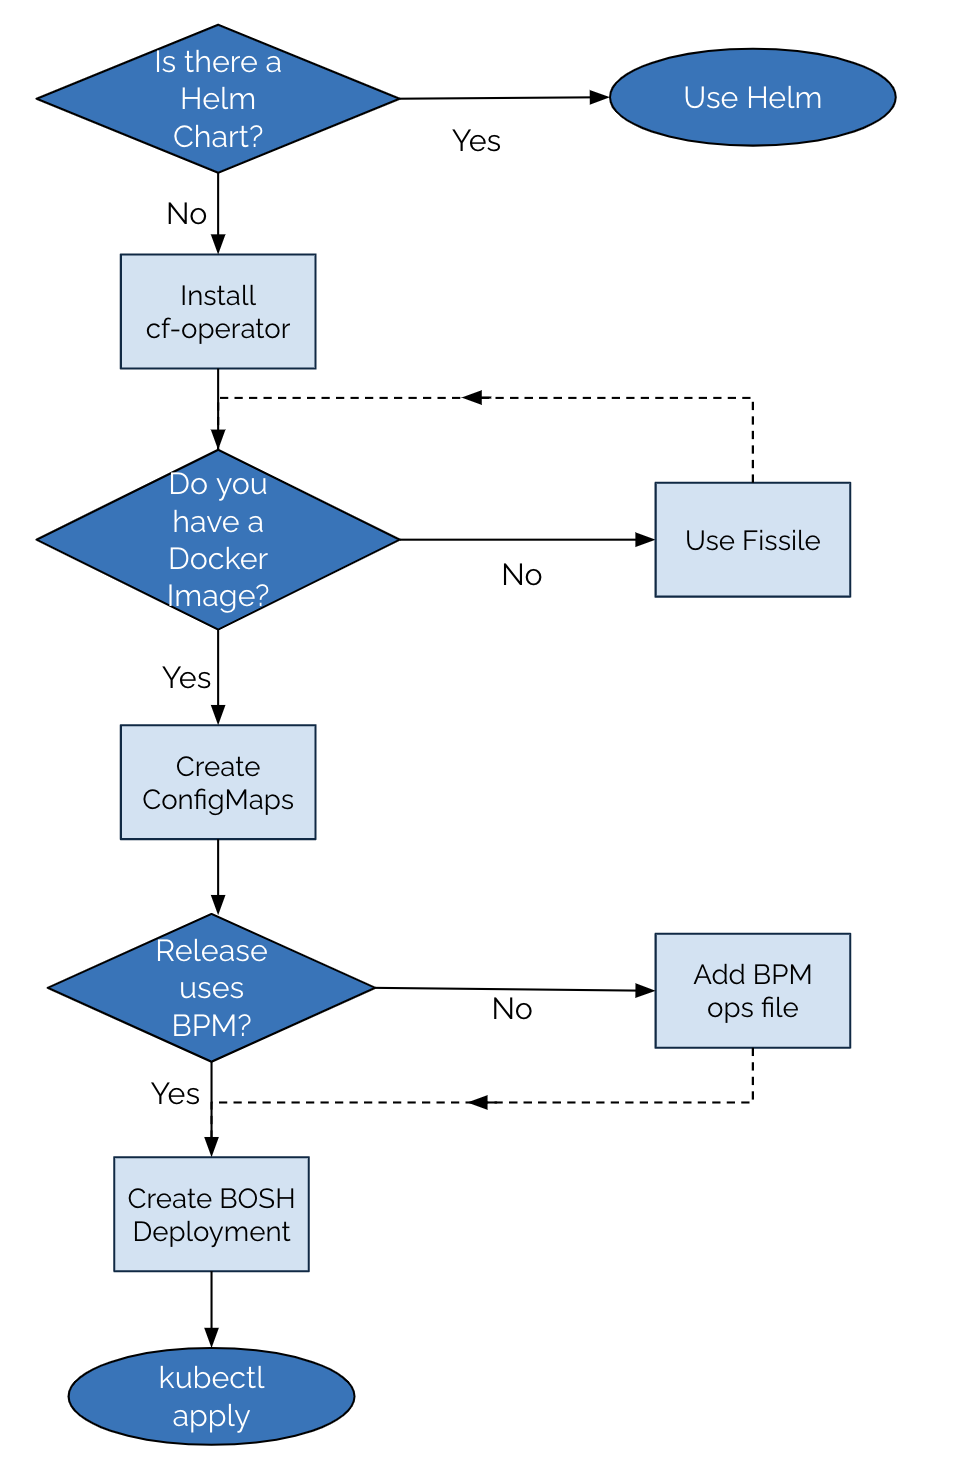 Is there a
Helm
Chart?
Yes
Use Helm
No
Install
cf-operator
Do you
have a
Docker
Image?
No
Use Fissile
Yes
Create
ConfigMaps
Release
uses
BPM?
No
Add BPM
ops file
Yes
Create BOSH
Deployment
kubectl
apply